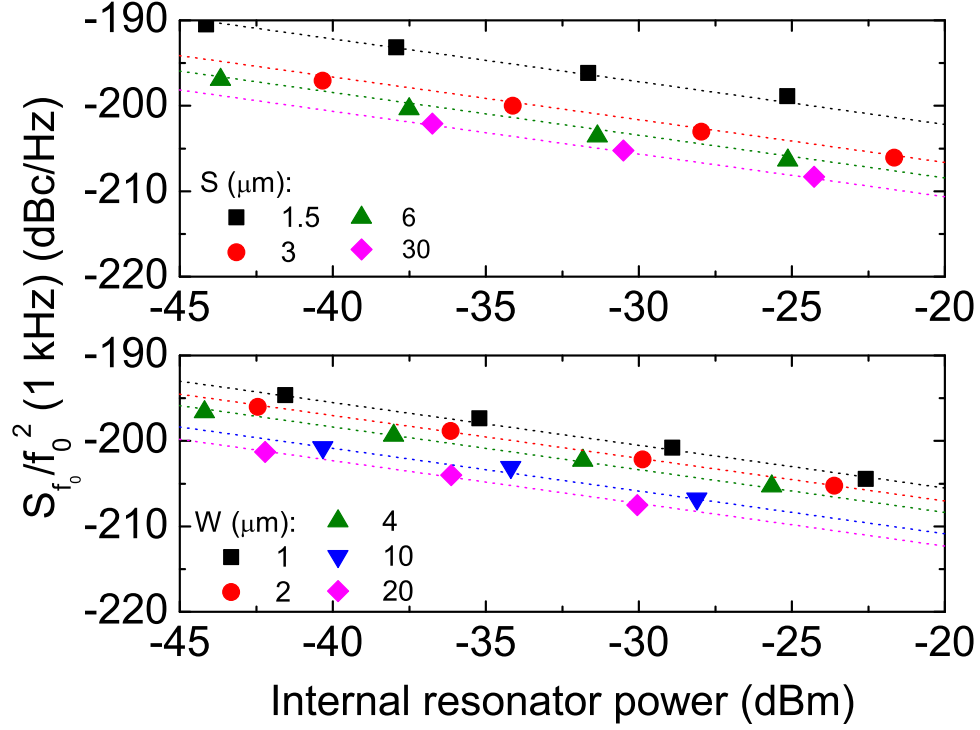 S_f₀/f₀² (1 kHz) (dBc/Hz)
-190
-200
-210
-220
S (μm):
1.5 6
3 30
-45 -40 -35 -30 -25 -20
-190
-200
-210
-220
W (μm): 4
1 10
2 20
-45 -40 -35 -30 -25 -20
Internal resonator power (dBm)